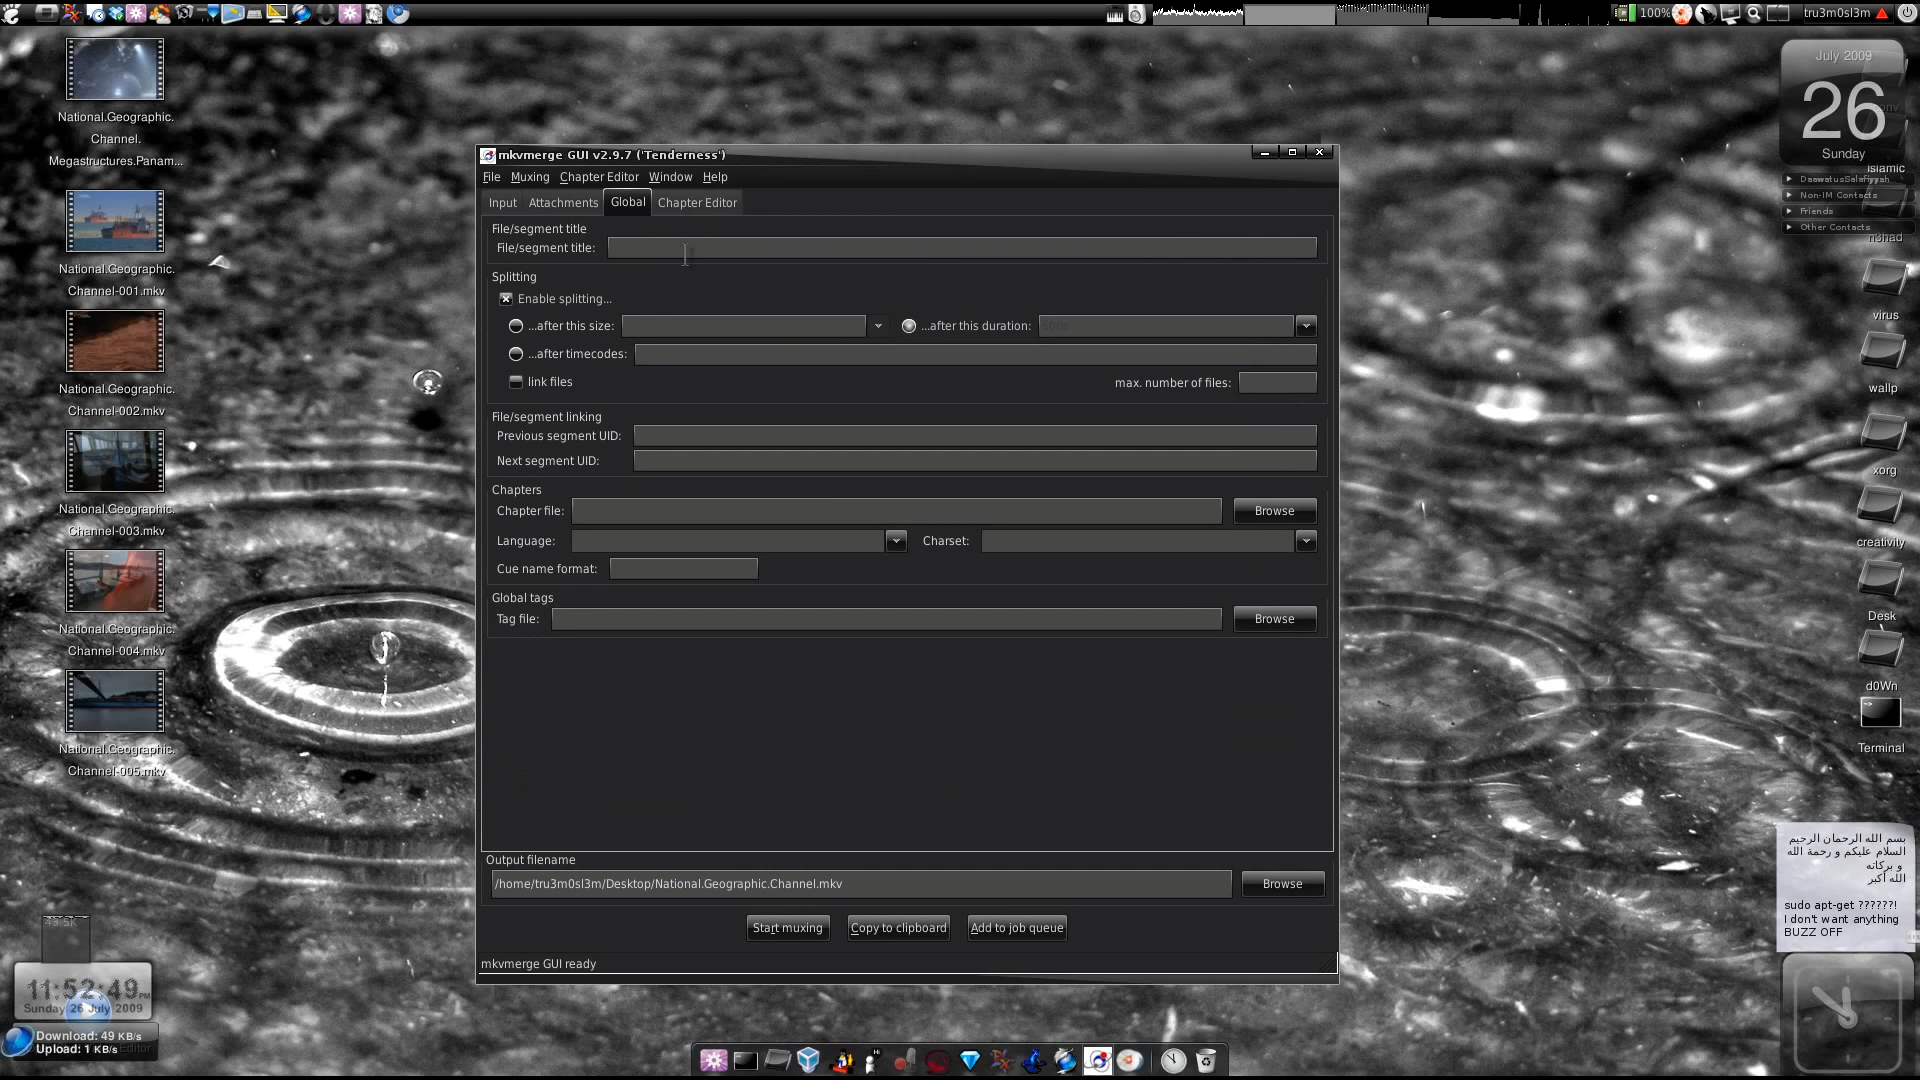 100%
tru3m0sl3m
National.Geographic.
Channel.
Megastructures.Panam...
National.Geographic.
Channel-001.mkv
National.Geographic.
Channel-002.mkv
National.Geographic.
Channel-003.mkv
National.Geographic.
Channel-004.mkv
National.Geographic.
Channel-005.mkv
43.5K
11:52:49 PM
Sunday 26 July 2009
Download: 49 KB/s
Upload: 1 KB/s
mkvmerge GUI v2.9.7 ('Tenderness')
File Muxing Chapter Editor Window Help
Input Attachments Global Chapter Editor
File/segment title
File/segment title:
Splitting
Enable splitting...
...after this size: ...after this duration:
...after timecodes:
link files max. number of files:
File/segment linking
Previous segment UID:
Next segment UID:
Chapters
Chapter file: Browse
Language: Charset:
Cue name format:
Global tags
Tag file: Browse
Output filename
/home/tru3m0sl3m/Desktop/National.Geographic.Channel.mkv Browse
Start muxing Copy to clipboard Add to job queue
mkvmerge GUI ready
July 2009
26
Sunday
islamic
DaawatusSalafiyyah
Non-IM Contacts
Friends
Other Contacts
n3had
virus
wallp
xorg
creativity
Desk
d0Wn
Terminal
بسم الله الرحمان الرحيم
السلام عليكم و رحمة الله
و بركاته
الله أكبر
sudo apt-get ??????!
I don't want anything
BUZZ OFF